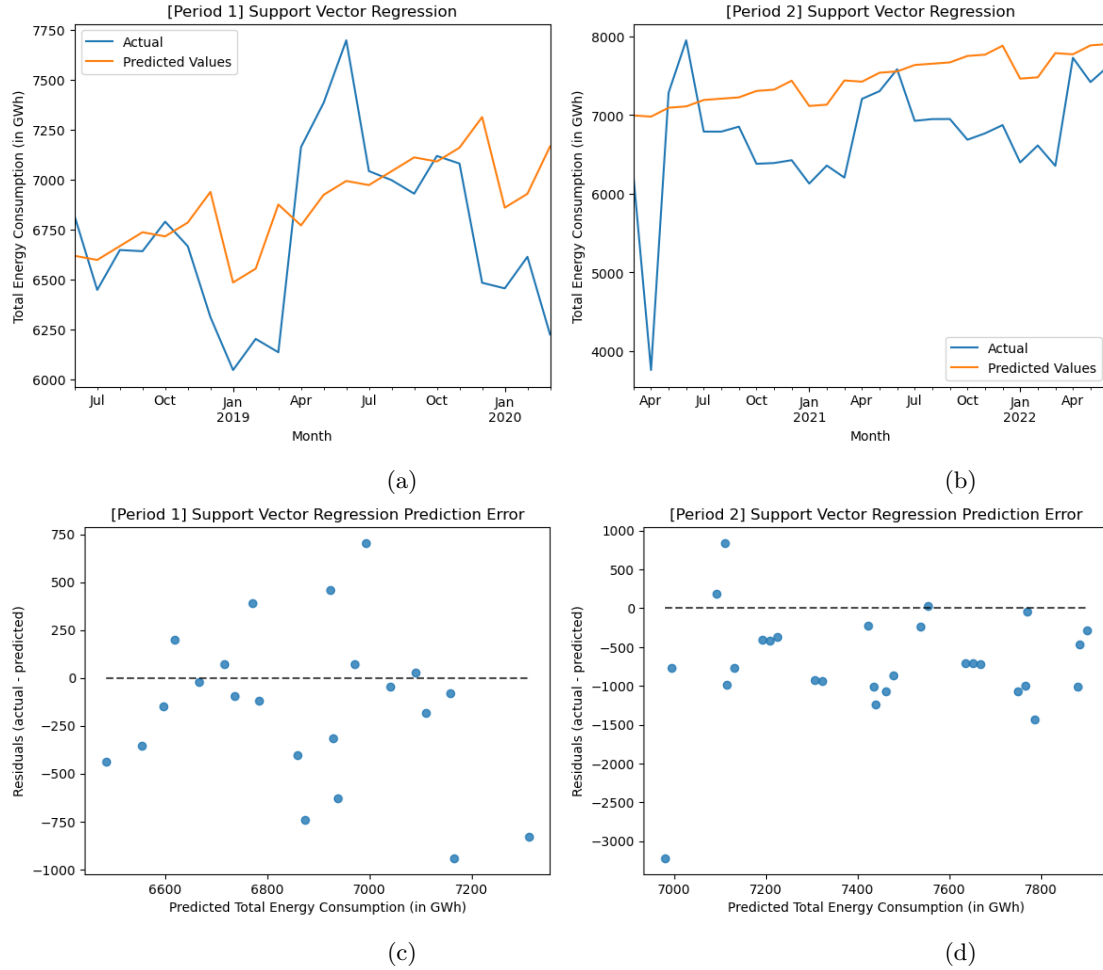 [Period 1] Support Vector Regression
Actual
Predicted Values
Total Energy Consumption (in GWh)
7750
7500
7250
7000
6750
6500
6250
6000
Jul
Oct
Jan
2019
Apr
Jul
Oct
Jan
2020
Month
(a)
[Period 2] Support Vector Regression
Total Energy Consumption (in GWh)
8000
7000
6000
5000
4000
Actual
Predicted Values
Apr
Jul
Oct
Jan
2021
Apr
Jul
Oct
Jan
2022
Apr
Month
(b)
[Period 1] Support Vector Regression Prediction Error
Residuals (actual - predicted)
750
500
250
0
−250
−500
−750
−1000
6600
6800
7000
7200
Predicted Total Energy Consumption (in GWh)
(c)
[Period 2] Support Vector Regression Prediction Error
Residuals (actual - predicted)
1000
500
0
−500
−1000
−1500
−2000
−2500
−3000
7000
7200
7400
7600
7800
Predicted Total Energy Consumption (in GWh)
(d)